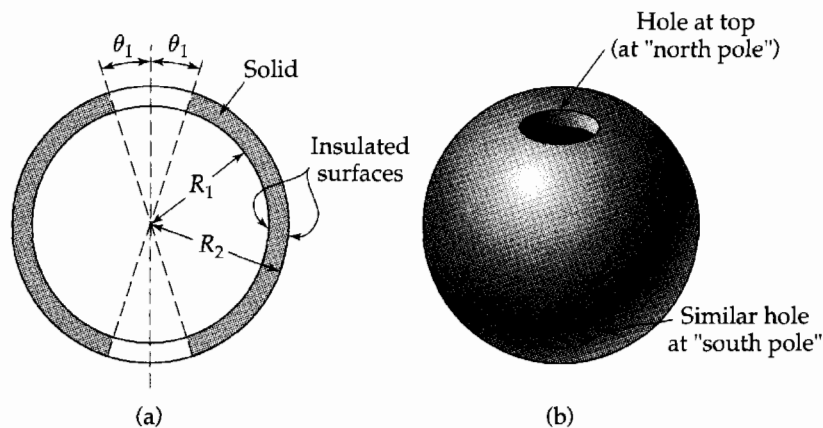 θ₁ θ₁
Solid
Insulated
surfaces
R₁
R₂
(a)
Hole at top
(at "north pole")
Similar hole
at "south pole"
(b)